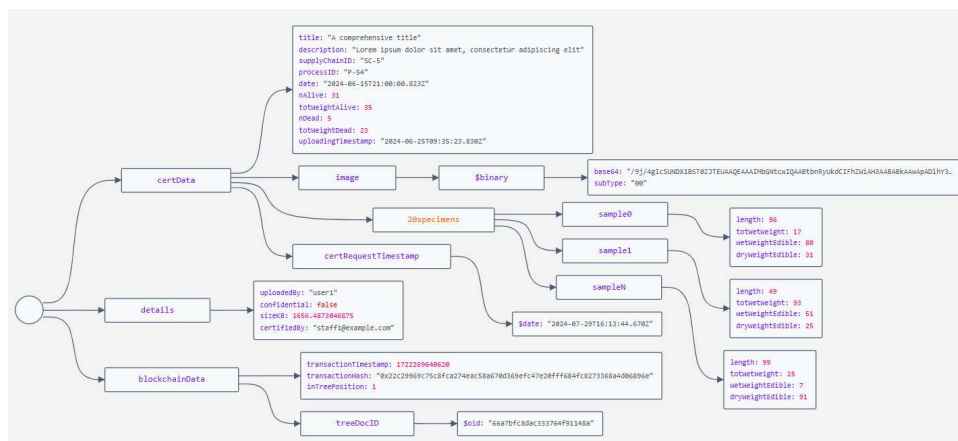 title: "A comprehensive title"
description: "Lorem ipsum dolor sit amet, consectetur adipiscing elit"
supplyChainID: "SC-5"
processID: "P-54"
date: "2024-06-15T21:00:00.823Z"
nAlive: 31
totWeightAlive: 35
nDead: 5
totWeightDead: 23
uploadingTimestamp: "2024-06-25T09:35:23.830Z"
certData
image
$binary
subType: "00"
20specimens
sample0
length: 96
totWetWeight: 17
wetWeightEdible: 80
dryWeightEdible: 31
sample1
certRequestTimestamp
sampleN
length: 49
totWetWeight: 93
wetWeightEdible: 51
dryWeightEdible: 25
details
uploadedBy: "user1"
confidential: false
sizeKB: 1656.4873046875
certifiedBy: "staff1@example.com"
$date: "2024-07-29T16:13:44.670Z"
length: 99
totWetWeight: 25
wetWeightEdible: 7
dryWeightEdible: 91
blockchainData
transactionTimestamp: 1722269640620
transactionHash: "0x22c29969c75c8fca274eac58a670d369efc47e20fff684fc8273368a4d06896e"
inTreePosition: 1
treeDocID
$oid: "66a7bfc8dac333764f91148a"